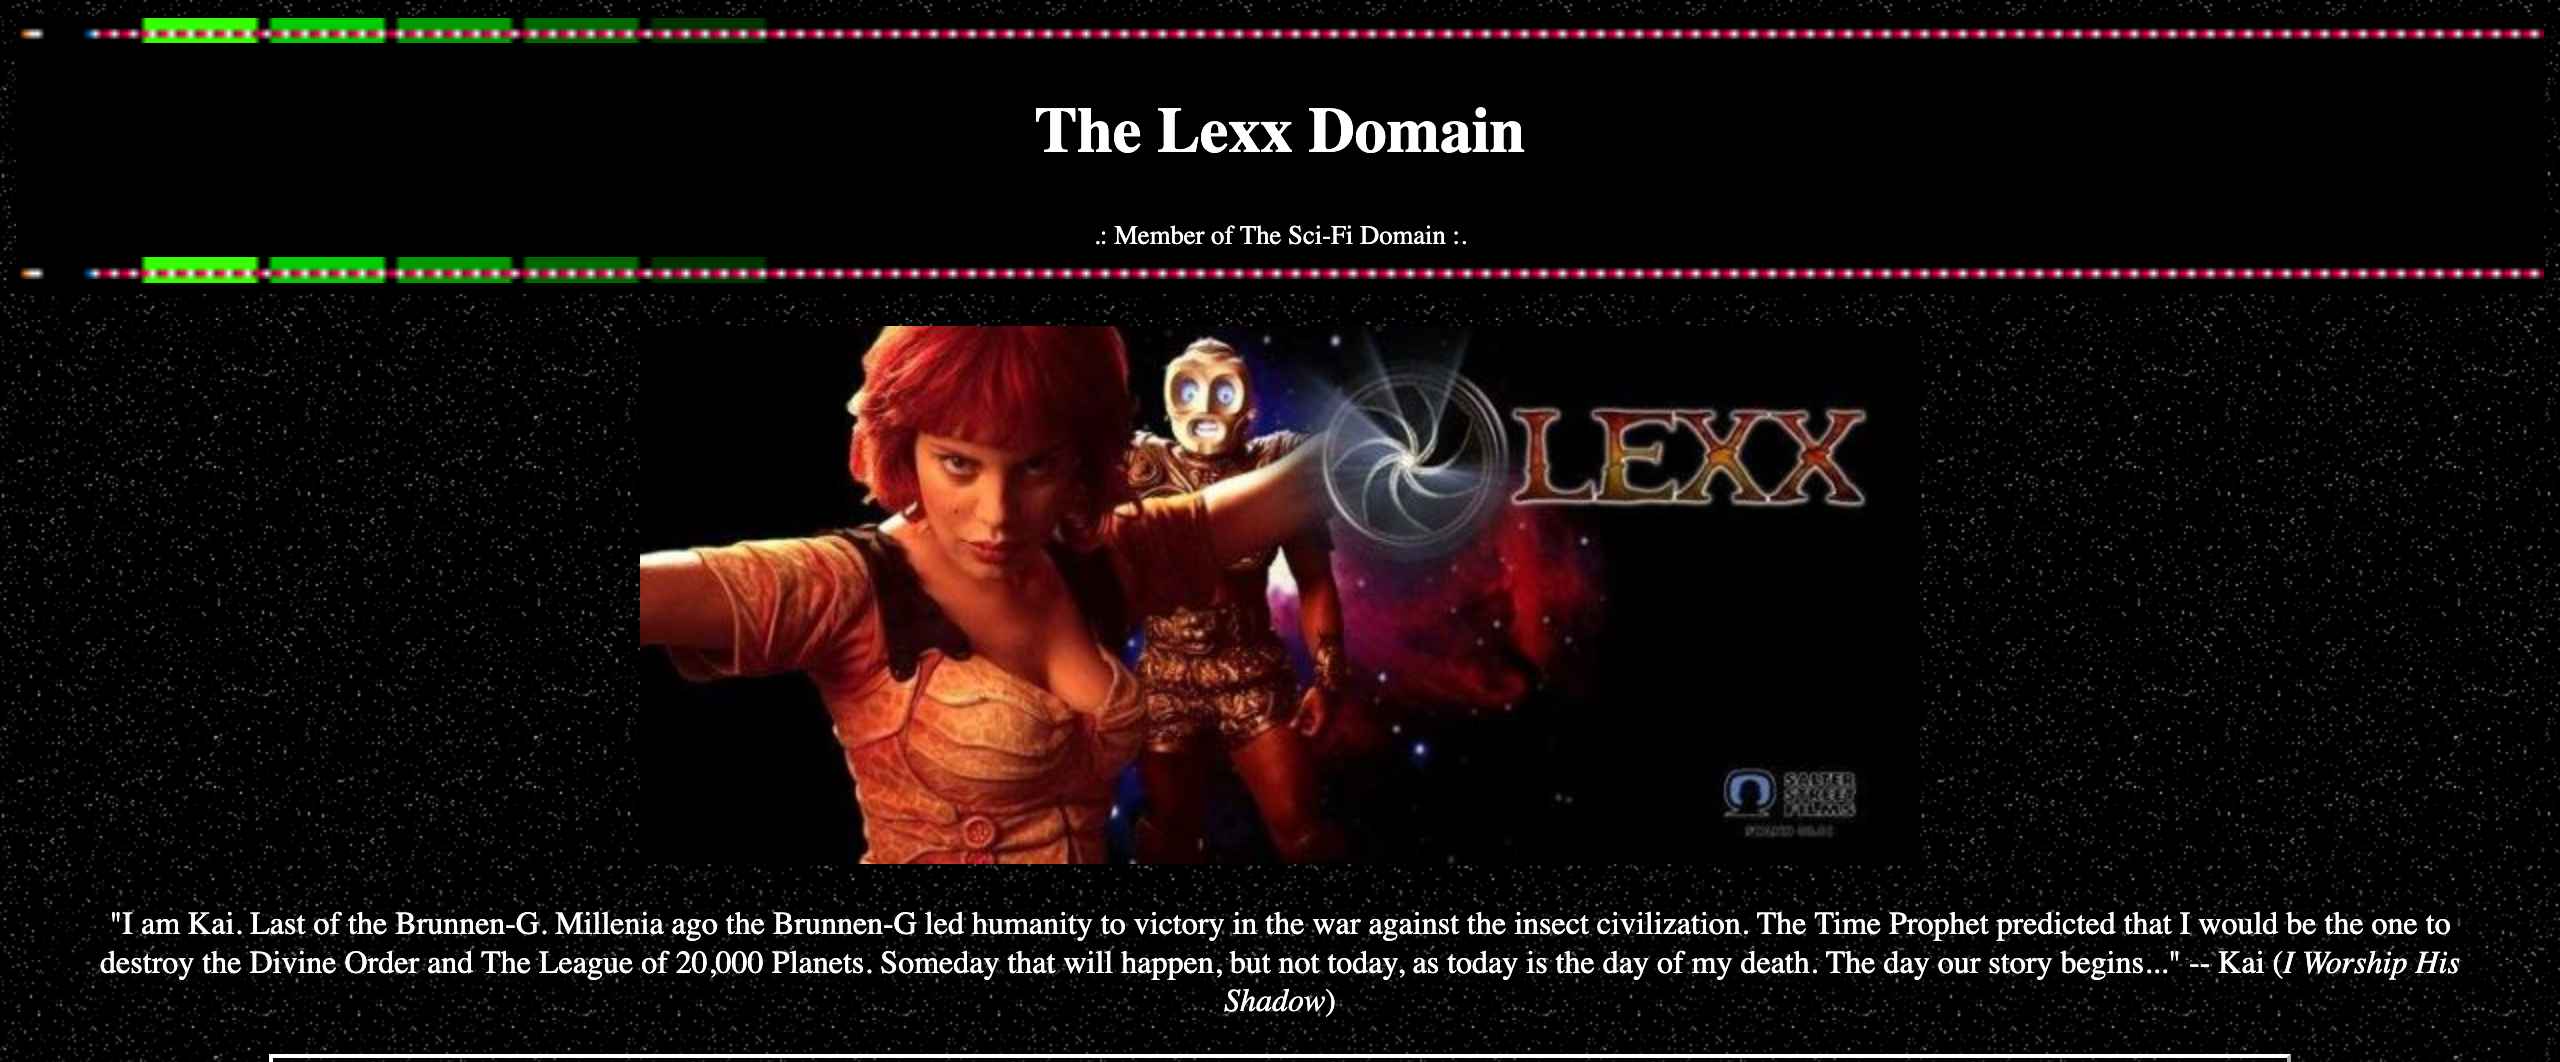 The Lexx Domain
.: Member of The Sci-Fi Domain :.
LEXX
SALTER
STREET
FILMS
"I am Kai. Last of the Brunnen-G. Millenia ago the Brunnen-G led humanity to victory in the war against the insect civilization. The Time Prophet predicted that I would be the one to
destroy the Divine Order and The League of 20,000 Planets. Someday that will happen, but not today, as today is the day of my death. The day our story begins..." -- Kai (I Worship His
Shadow)